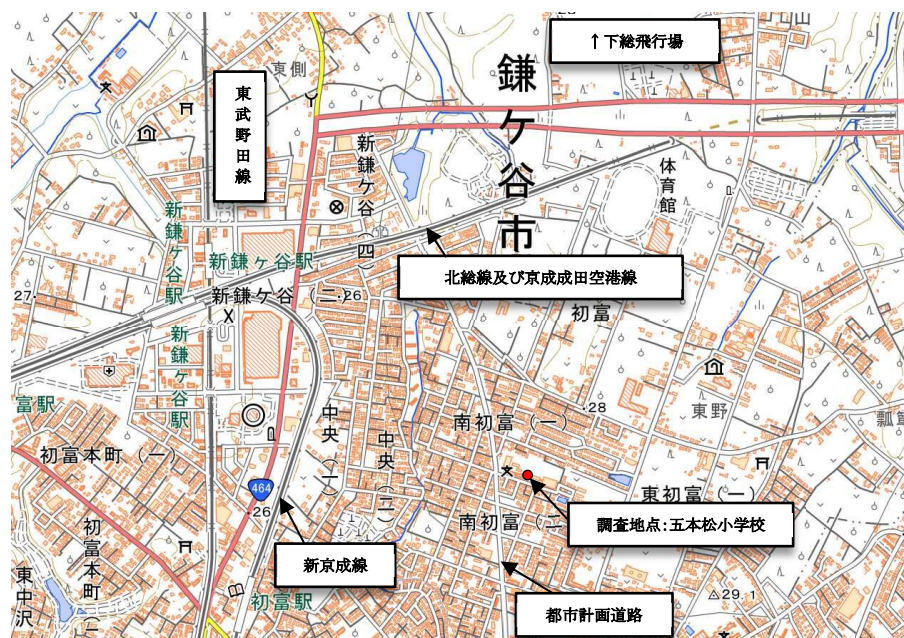 ↑下総飛行場
東側
東武野田線
鎌ケ谷市
新鎌ケ谷(四)
体育館
新鎌ヶ谷駅
新鎌ヶ谷駅
北総線及び京成成田空港線
27
新鎌ケ谷(二)
26
初富
新鎌ヶ谷駅
28
東野
富駅
中央(一)
中央(二)
南初富(一)
瓢
初富本町(一)
464
26
東初富(一)
調査地点:五本松小学校
南初富(二
初富本町
新京成線
東中沢
初富駅
29.1
都市計画道路